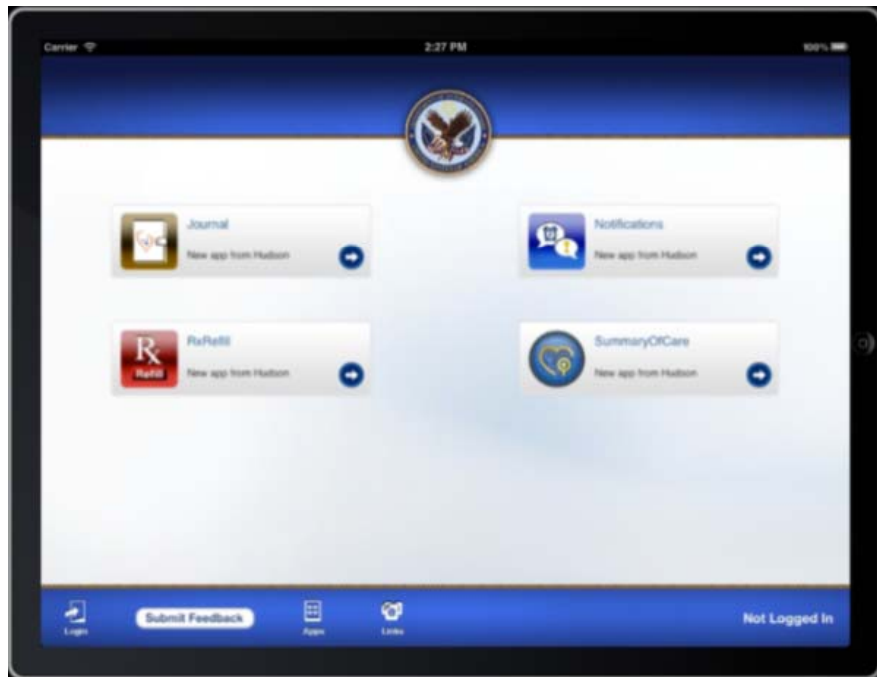 Carrier
2:27 PM
100%
Journal
New app from Hudson
Notifications
New app from Hudson
Rx
Refill
RxRefill
New app from Hudson
SummaryOfCare
New app from Hudson
Login
Submit Feedback
Apps
Links
Not Logged In